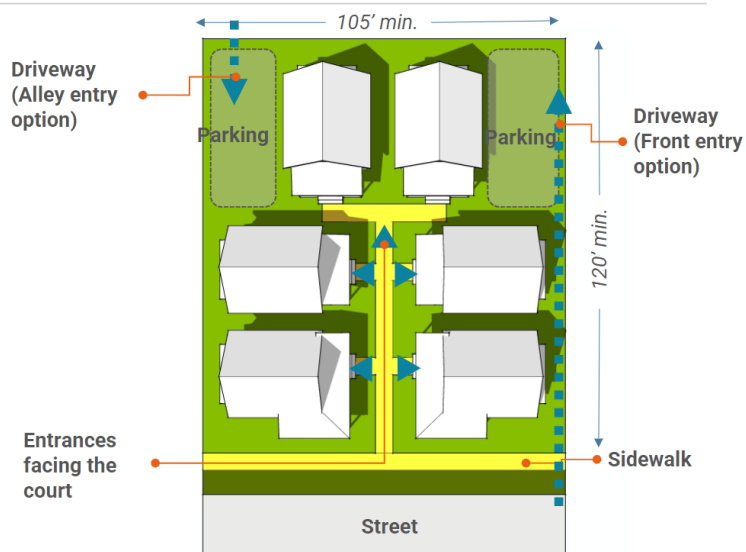 105’ min.
Driveway
(Alley entry
option)
Parking
Parking
Driveway
(Front entry
option)
120’ min.
Entrances
facing the
court
Sidewalk
Street